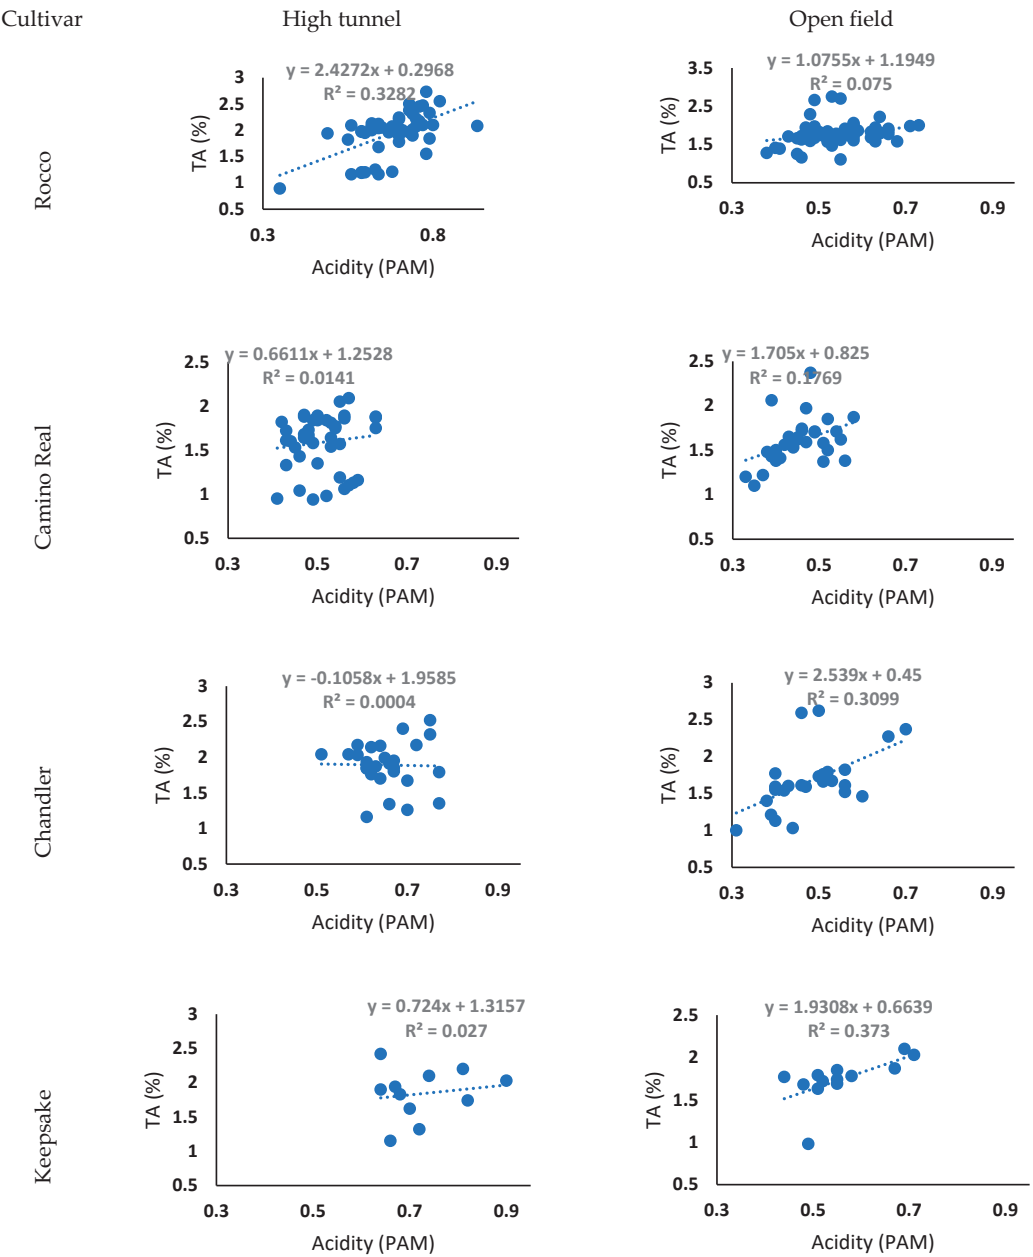 Cultivar High tunnel Open field
Rocco
y = 2.4272x + 0.2968
R² = 0.3282
TA (%)
3
2.5
2
1.5
1
0.5
0.3 0.8
Acidity (PAM)
y = 1.0755x + 1.1949
R² = 0.075
TA (%)
3.5
2.5
1.5
0.5
0.3 0.5 0.7 0.9
Acidity (PAM)
Camino Real
y = 0.6611x + 1.2528
R² = 0.0141
TA (%)
2.5
2
1.5
1
0.5
0.3 0.5 0.7 0.9
Acidity (PAM)
y = 1.705x + 0.825
R² = 0.1769
TA (%)
2.5
2
1.5
1
0.5
0.3 0.5 0.7 0.9
Acidity (PAM)
Chandler
y = -0.1058x + 1.9585
R² = 0.0004
TA (%)
3
2.5
2
1.5
1
0.5
0.3 0.5 0.7 0.9
Acidity (PAM)
y = 2.539x + 0.45
R² = 0.3099
TA (%)
3
2.5
2
1.5
1
0.5
0.3 0.5 0.7 0.9
Acidity (PAM)
Keepsake
y = 0.724x + 1.3157
R² = 0.027
TA (%)
3
2.5
2
1.5
1
0.5
0.3 0.5 0.7 0.9
Acidity (PAM)
y = 1.9308x + 0.6639
R² = 0.373
TA (%)
2.5
2
1.5
1
0.5
0.3 0.5 0.7 0.9
Acidity (PAM)